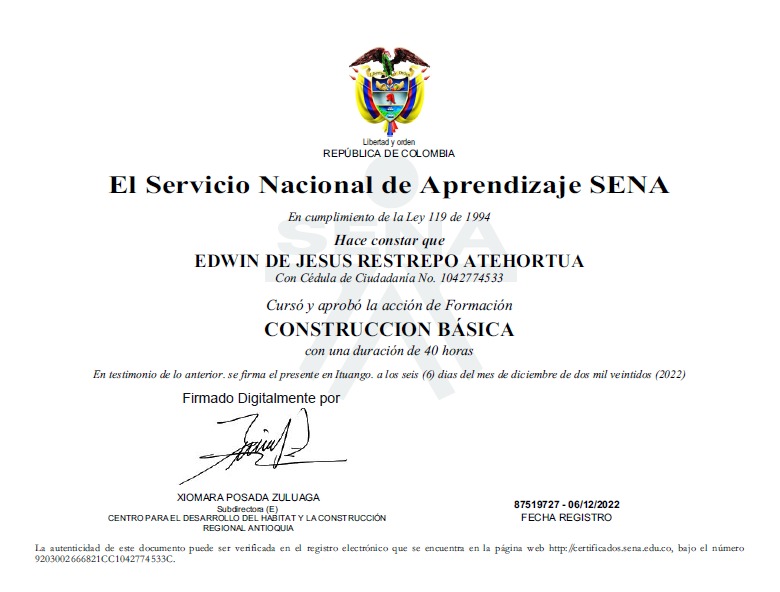 Libertad y orden
REPÚBLICA DE COLOMBIA
El Servicio Nacional de Aprendizaje SENA
En cumplimiento de la Ley 119 de 1994
SENA
Hace constar que
EDWIN DE JESUS RESTREPO ATEHORTUA
Con Cédula de Ciudadanía No. 1042774533
Cursó y aprobó la acción de Formación
CONSTRUCCION BÁSICA
con una duración de 40 horas
En testimonio de lo anterior. se firma el presente en Ituango. a los seis (6) dias del mes de diciembre de dos mil veintidos (2022)
Firmado Digitalmente por
XIOMARA POSADA ZULUAGA
Subdirectora (E)
CENTRO PARA EL DESARROLLO DEL HABITAT Y LA CONSTRUCCIÓN
REGIONAL ANTIOQUIA
87519727 - 06/12/2022
FECHA REGISTRO
La autenticidad de este documento puede ser verificada en el registro electrónico que se encuentra en la página web http://certificados.sena.edu.co, bajo el número
9203002666821CC1042774533C.